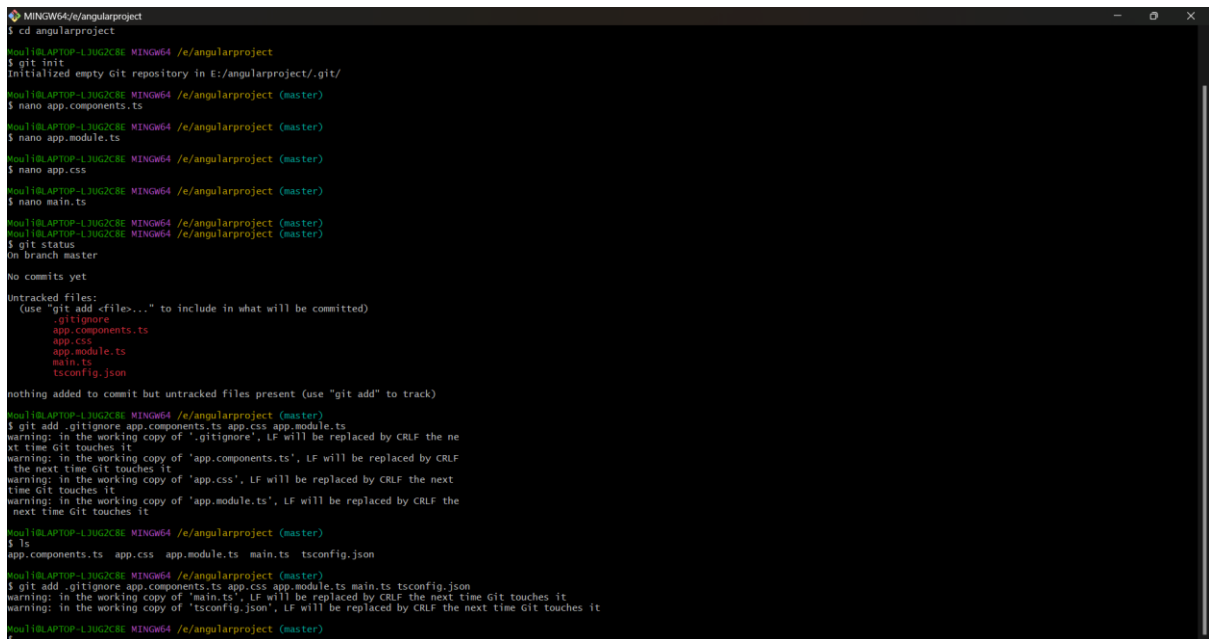 MINGW64:/e/angularproject
$ cd angularproject
Mouli@LAPTOP-LJUG2C8E MINGW64 /e/angularproject
$ git init
Initialized empty Git repository in E:/angularproject/.git/
Mouli@LAPTOP-LJUG2C8E MINGW64 /e/angularproject (master)
$ nano app.components.ts
Mouli@LAPTOP-LJUG2C8E MINGW64 /e/angularproject (master)
$ nano app.module.ts
Mouli@LAPTOP-LJUG2C8E MINGW64 /e/angularproject (master)
$ nano app.css
Mouli@LAPTOP-LJUG2C8E MINGW64 /e/angularproject (master)
$ nano main.ts
Mouli@LAPTOP-LJUG2C8E MINGW64 /e/angularproject (master)
Mouli@LAPTOP-LJUG2C8E MINGW64 /e/angularproject (master)
$ git status
On branch master
No commits yet
Untracked files:
(use "git add <file>..." to include in what will be committed)
.gitignore
app.components.ts
app.css
app.module.ts
main.ts
tsconfig.json
nothing added to commit but untracked files present (use "git add" to track)
Mouli@LAPTOP-LJUG2C8E MINGW64 /e/angularproject (master)
$ git add .gitignore app.components.ts app.css app.module.ts
warning: in the working copy of '.gitignore', LF will be replaced by CRLF the ne
xt time Git touches it
warning: in the working copy of 'app.components.ts', LF will be replaced by CRLF
the next time Git touches it
warning: in the working copy of 'app.css', LF will be replaced by CRLF the next
time Git touches it
warning: in the working copy of 'app.module.ts', LF will be replaced by CRLF the
next time Git touches it
Mouli@LAPTOP-LJUG2C8E MINGW64 /e/angularproject (master)
$ ls
app.components.ts app.css app.module.ts main.ts tsconfig.json
Mouli@LAPTOP-LJUG2C8E MINGW64 /e/angularproject (master)
$ git add .gitignore app.components.ts app.css app.module.ts main.ts tsconfig.json
warning: in the working copy of 'main.ts', LF will be replaced by CRLF the next time Git touches it
warning: in the working copy of 'tsconfig.json', LF will be replaced by CRLF the next time Git touches it
Mouli@LAPTOP-LJUG2C8E MINGW64 /e/angularproject (master)